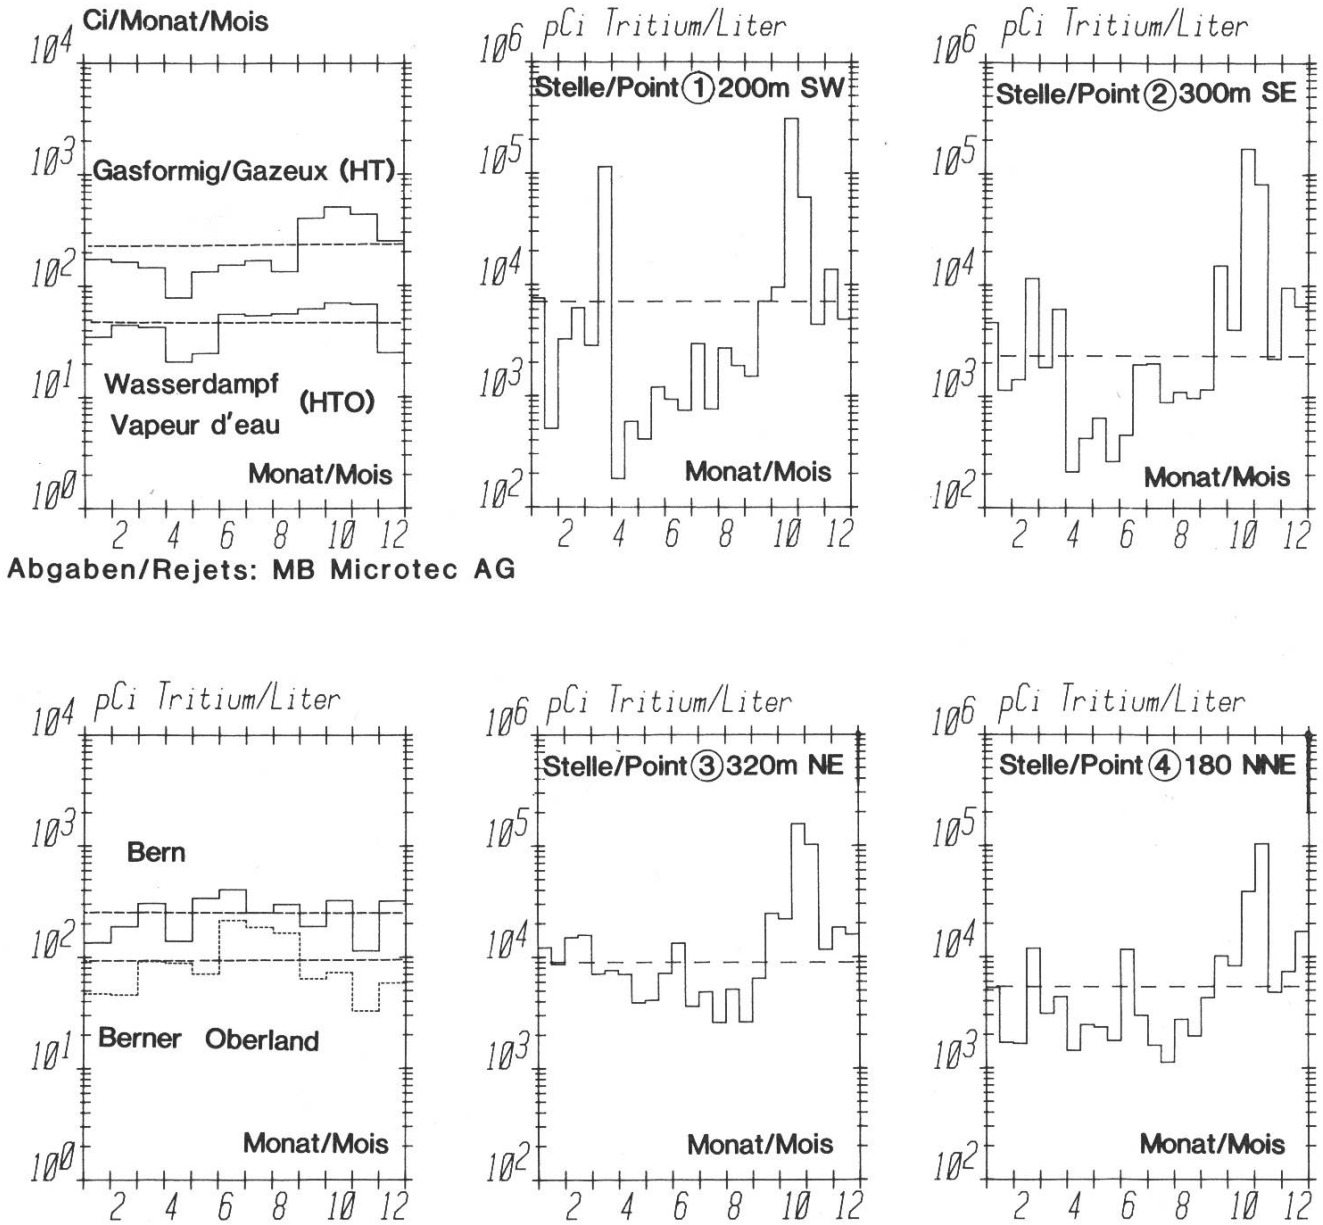 Ci/Monat/Mois
10⁴
10³
10²
10¹
10⁰
Gasformig/Gazeux (HT)
Wasserdampf
Vapeur d'eau
(HTO)
Monat/Mois
2 4 6 8 10 12
Abgaben/Rejets: MB Microtec AG
pCi Tritium/Liter
10⁶
10⁵
10⁴
10³
10²
Stelle/Point ① 200m SW
Monat/Mois
2 4 6 8 10 12
pCi Tritium/Liter
10⁶
10⁵
10⁴
10³
10²
Stelle/Point ② 300m SE
Monat/Mois
2 4 6 8 10 12
pCi Tritium/Liter
10⁴
10³
10²
10¹
10⁰
Bern
Berner Oberland
Monat/Mois
2 4 6 8 10 12
pCi Tritium/Liter
10⁶
10⁵
10⁴
10³
10²
Stelle/Point ③ 320m NE
Monat/Mois
2 4 6 8 10 12
pCi Tritium/Liter
10⁶
10⁵
10⁴
10³
10²
Stelle/Point ④ 180 NNE
Monat/Mois
2 4 6 8 10 12